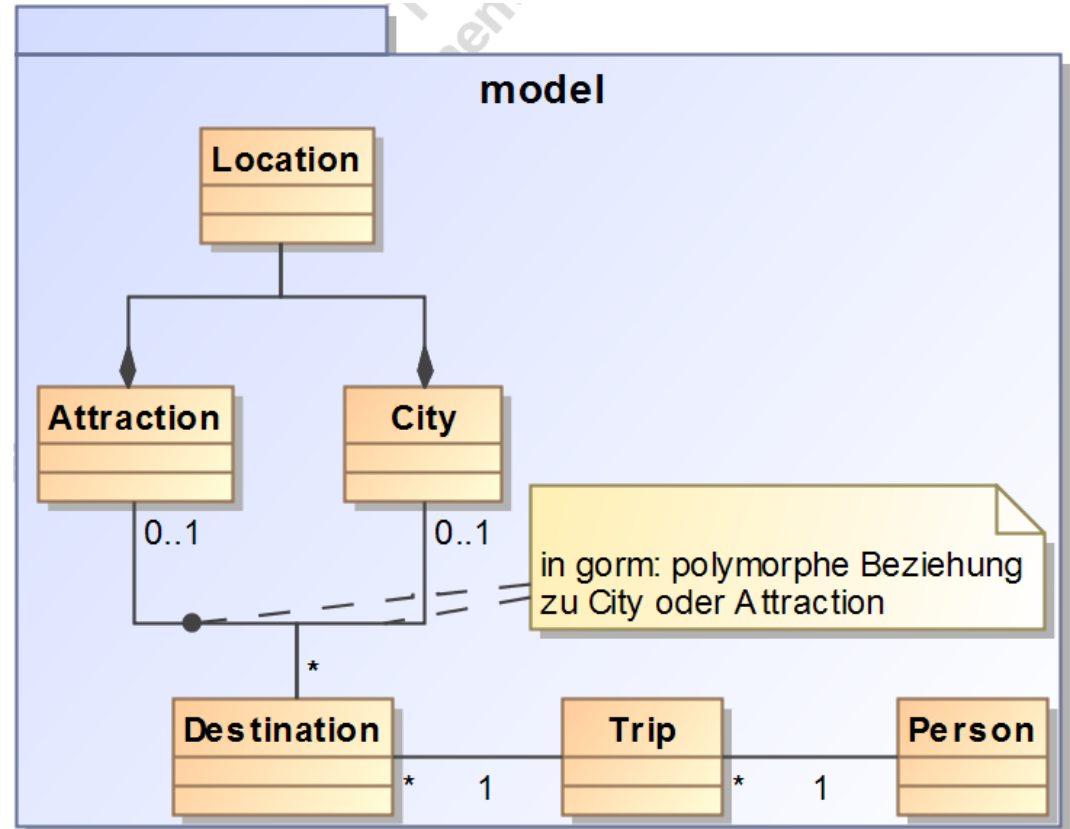 model
Location
Attraction
City
0..1
0..1
in gorm: polymorphe Beziehung
zu City oder Attraction
*
Destination
Trip
Person
* 1
* 1